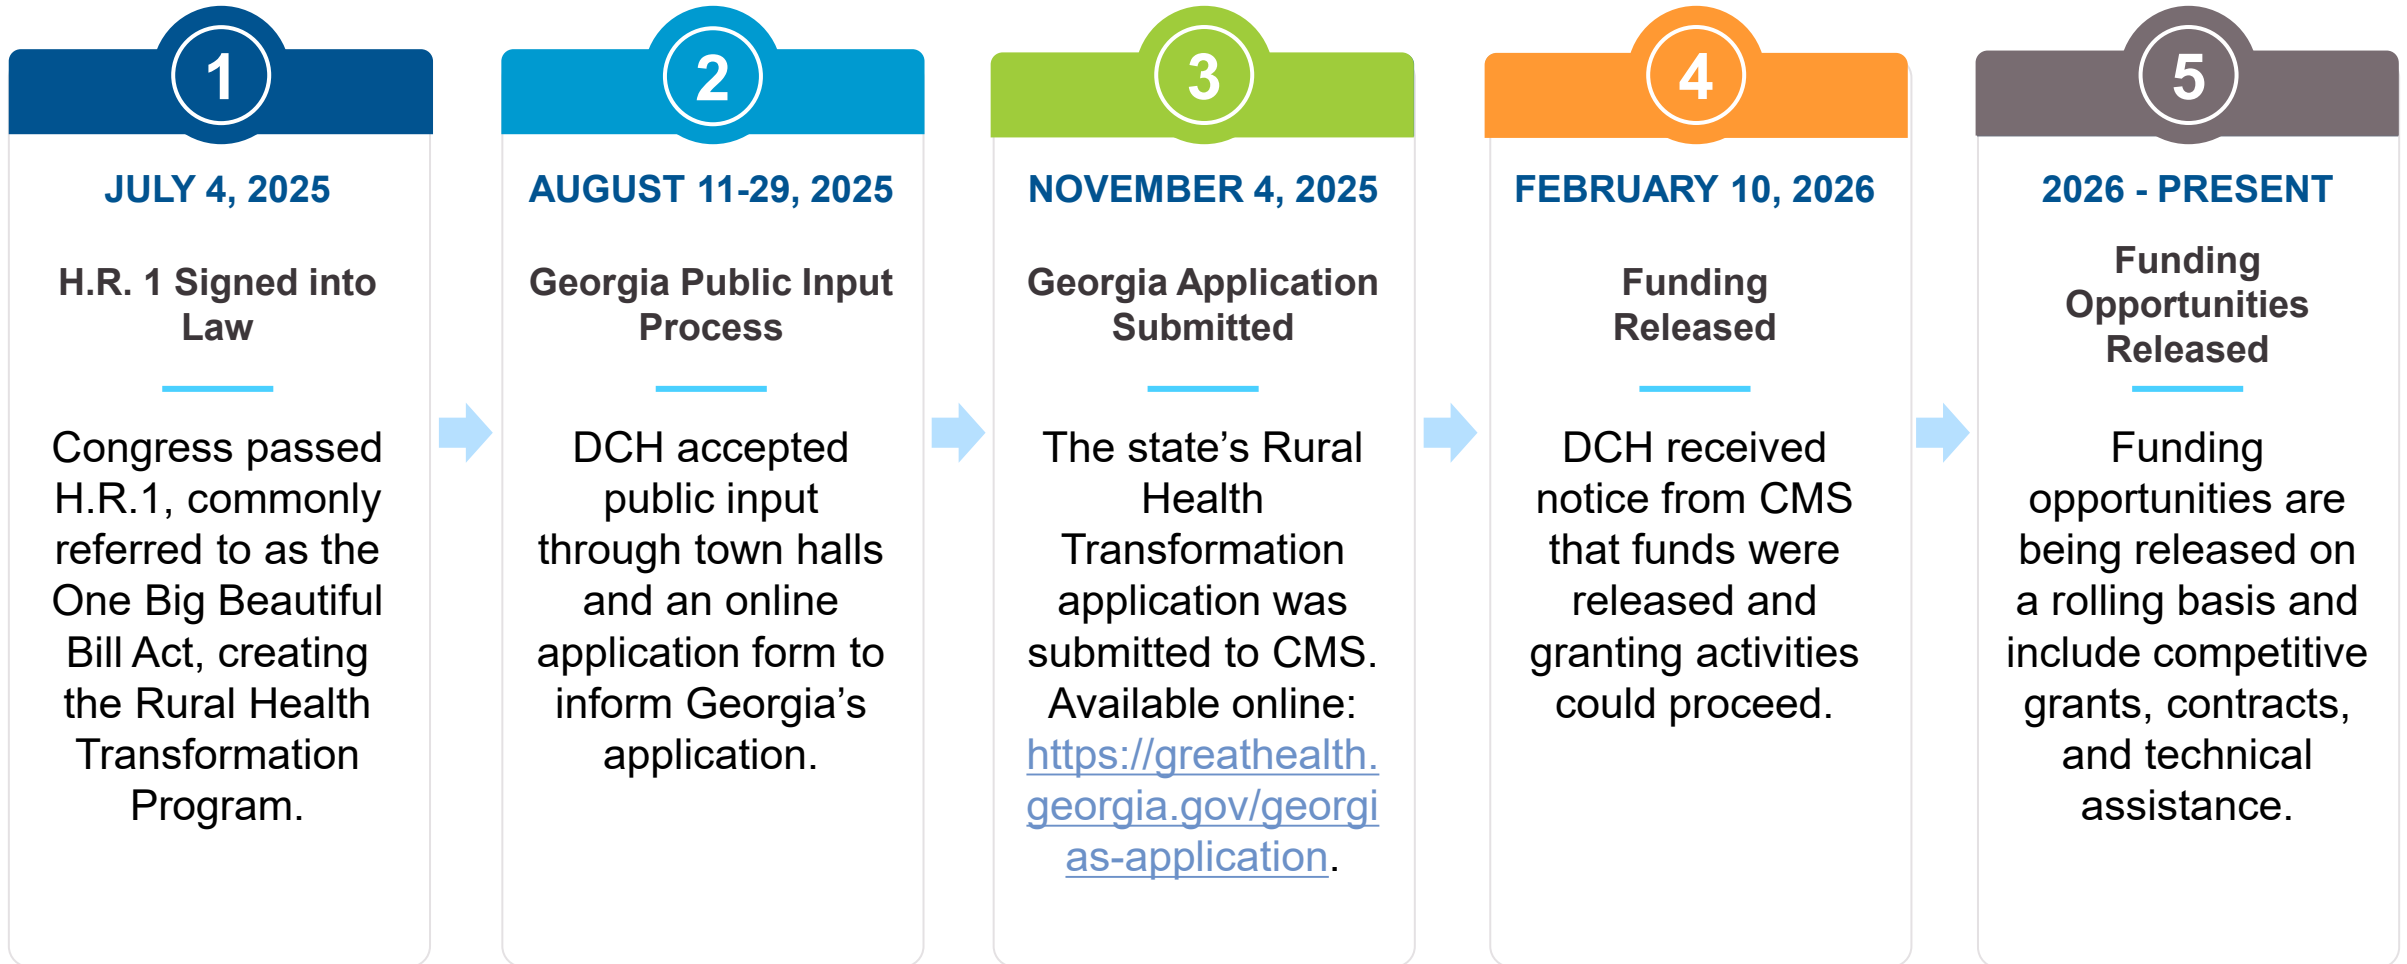 1
JULY 4, 2025
H.R. 1 Signed into
Law
Congress passed
H.R.1, commonly
referred to as the
One Big Beautiful
Bill Act, creating
the Rural Health
Transformation
Program.
2
AUGUST 11-29, 2025
Georgia Public Input
Process
DCH accepted
public input
through town halls
and an online
application form to
inform Georgia’s
application.
3
NOVEMBER 4, 2025
Georgia Application
Submitted
The state’s Rural
Health
Transformation
application was
submitted to CMS.
Available online:
https://greathealth.
georgia.gov/georgi
as-application.
4
FEBRUARY 10, 2026
Funding
Released
DCH received
notice from CMS
that funds were
released and
granting activities
could proceed.
5
2026 - PRESENT
Funding
Opportunities
Released
Funding
opportunities are
being released on
a rolling basis and
include competitive
grants, contracts,
and technical
assistance.